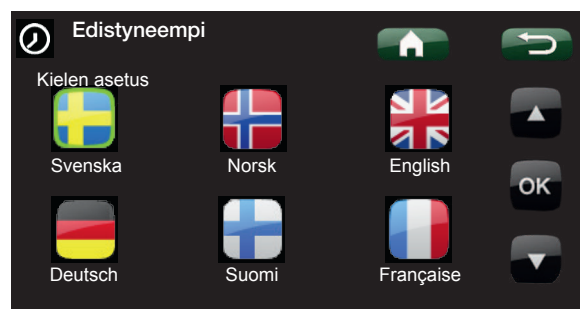 Edistyneempi
Kielen asetus
Svenska Norsk English
OK
Deutsch Suomi Française